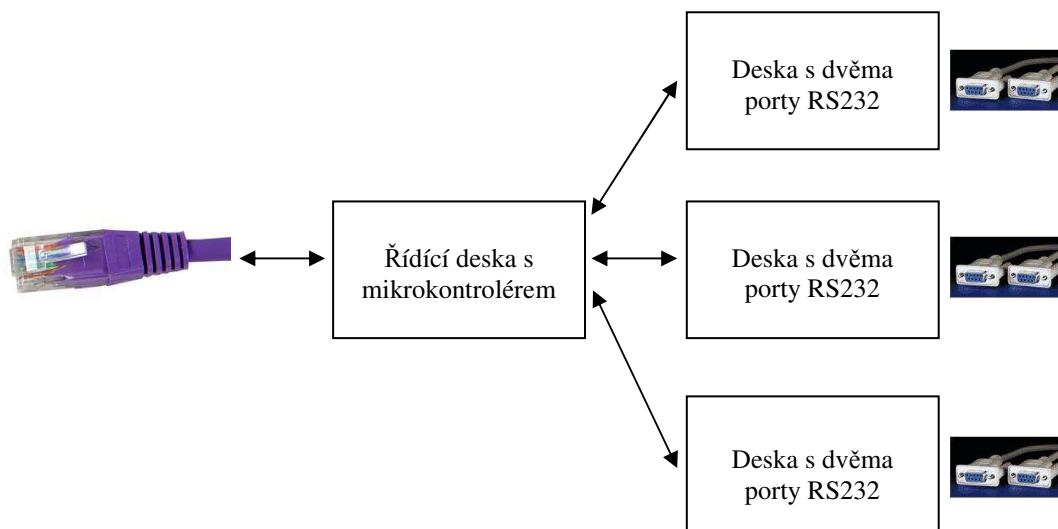 Deska s dvěma
porty RS232
Řídící deska s
mikrokontrolérem
Deska s dvěma
porty RS232
Deska s dvěma
porty RS232